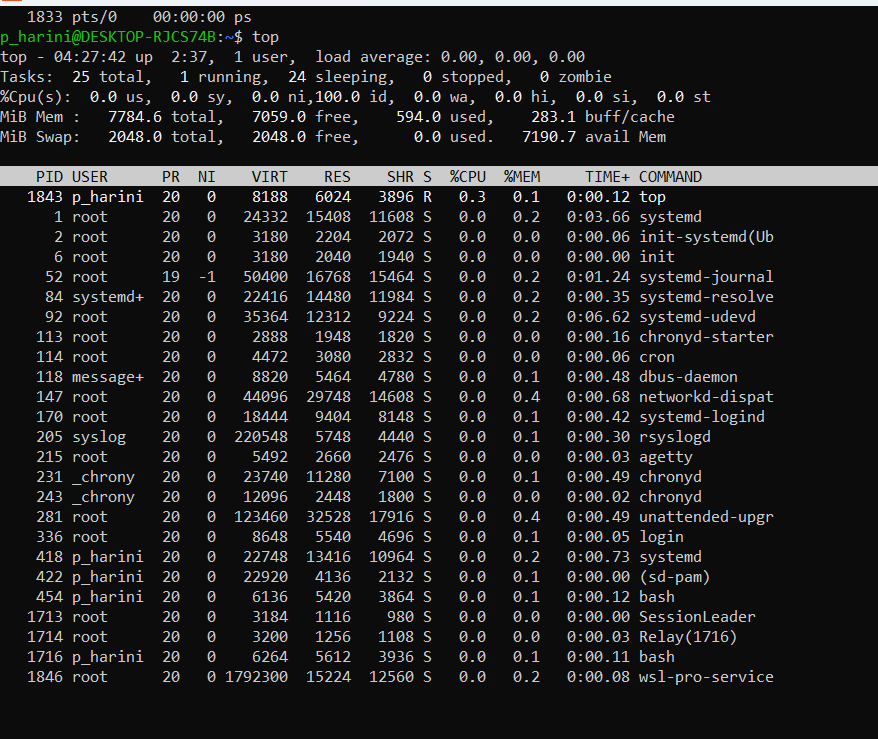 1833 pts/0    00:00:00 ps
p_harini@DESKTOP-RJCS74B:~$ top
top - 04:27:42 up  2:37,  1 user,  load average: 0.00, 0.00, 0.00
Tasks:  25 total,   1 running,  24 sleeping,   0 stopped,   0 zombie
%Cpu(s):  0.0 us,  0.0 sy,  0.0 ni,100.0 id,  0.0 wa,  0.0 hi,  0.0 si,  0.0 st
MiB Mem :   7784.6 total,   7059.0 free,    594.0 used,    283.1 buff/cache
MiB Swap:   2048.0 total,   2048.0 free,      0.0 used.   7190.7 avail Mem
PID USER      PR  NI    VIRT    RES    SHR S  %CPU  %MEM     TIME+ COMMAND
1843 p_harini  20   0    8188   6024   3896 R   0.3   0.1   0:00.12 top
1 root      20   0   24332  15408  11608 S   0.0   0.2   0:03.66 systemd
2 root      20   0    3180   2204   2072 S   0.0   0.0   0:00.06 init-systemd(Ub
6 root      20   0    3180   2040   1940 S   0.0   0.0   0:00.00 init
52 root      19  -1   50400  16768  15464 S   0.0   0.2   0:01.24 systemd-journal
84 systemd+  20   0   22416  14480  11984 S   0.0   0.2   0:00.35 systemd-resolve
92 root      20   0   35364  12312   9224 S   0.0   0.2   0:06.62 systemd-udevd
113 root      20   0    2888   1948   1820 S   0.0   0.0   0:00.16 chronyd-starter
114 root      20   0    4472   3080   2832 S   0.0   0.0   0:00.06 cron
118 message+  20   0    8820   5464   4780 S   0.0   0.1   0:00.48 dbus-daemon
147 root      20   0   44096  29748  14608 S   0.0   0.4   0:00.68 networkd-dispat
170 root      20   0   18444   9404   8148 S   0.0   0.1   0:00.42 systemd-logind
205 syslog    20   0  220548   5748   4440 S   0.0   0.1   0:00.30 rsyslogd
215 root      20   0    5492   2660   2476 S   0.0   0.0   0:00.03 agetty
231 _chrony   20   0   23740  11280   7100 S   0.0   0.1   0:00.49 chronyd
243 _chrony   20   0   12096   2448   1800 S   0.0   0.0   0:00.02 chronyd
281 root      20   0  123460  32528  17916 S   0.0   0.4   0:00.49 unattended-upgr
336 root      20   0    8648   5540   4696 S   0.0   0.1   0:00.05 login
418 p_harini  20   0   22748  13416  10964 S   0.0   0.2   0:00.73 systemd
422 p_harini  20   0   22920   4136   2132 S   0.0   0.1   0:00.00 (sd-pam)
454 p_harini  20   0    6136   5420   3864 S   0.0   0.1   0:00.12 bash
1713 root      20   0    3184   1116    980 S   0.0   0.0   0:00.00 SessionLeader
1714 root      20   0    3200   1256   1108 S   0.0   0.0   0:00.03 Relay(1716)
1716 p_harini  20   0    6264   5612   3936 S   0.0   0.1   0:00.11 bash
1846 root      20   0 1792300  15224  12560 S   0.0   0.2   0:00.08 wsl-pro-service